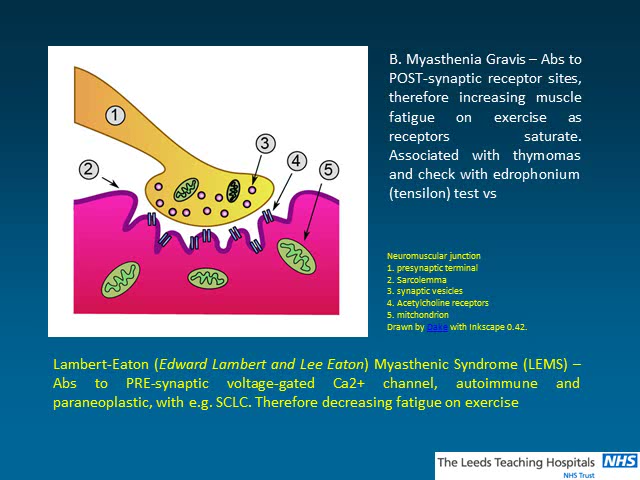 B. Myasthenia Gravis – Abs to
POST-synaptic receptor sites,
therefore increasing muscle
fatigue on exercise as
receptors saturate.
Associated with thymomas
and check with edrophonium
(tensilon) test vs
1
2
3
4
5
Neuromuscular junction
1. presynaptic terminal
2. Sarcolemma
3. synaptic vesicles
4. Acetylcholine receptors
5. mitchondrion
Drawn by Dake with Inkscape 0.42.
Lambert-Eaton (Edward Lambert and Lee Eaton) Myasthenic Syndrome (LEMS) –
Abs to PRE-synaptic voltage-gated Ca2+ channel, autoimmune and
paraneoplastic, with e.g. SCLC. Therefore decreasing fatigue on exercise
The Leeds Teaching Hospitals NHS
NHS Trust